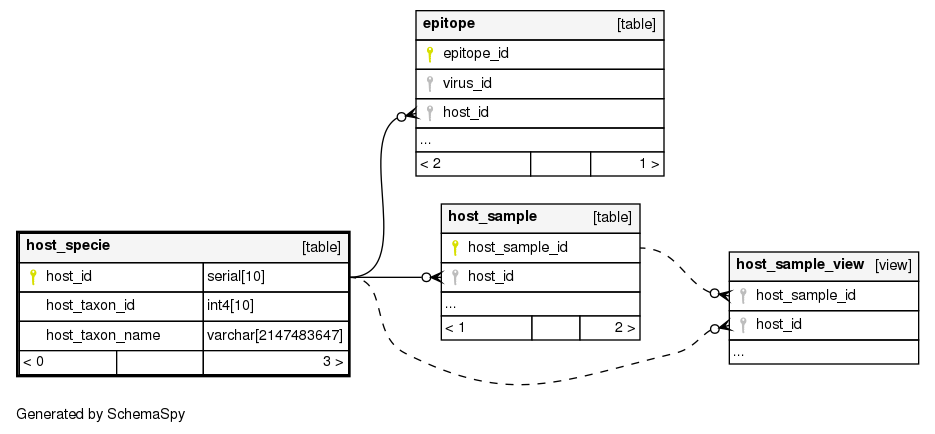 epitope [table]
epitope_id
virus_id
host_id
...
< 2 1 >
host_sample [table]
host_sample_id
host_id
...
< 1 2 >
host_specie [table]
host_id serial[10]
host_taxon_id int4[10]
host_taxon_name varchar[2147483647]
< 0 3 >
host_sample_view [view]
host_sample_id
host_id
...
Generated by SchemaSpy